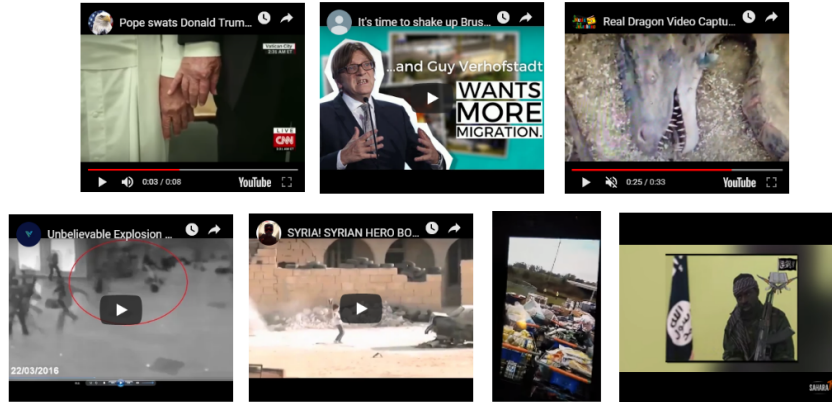 Pope swats Donald Trum...
Vatican City
LIVE
CNN
0:03 / 0:08
YouTube
It's time to shake up Brus...
...and Guy Verhofstadt
WANTS
MORE
MIGRATION.
Real Dragon Video Captu...
0:25 / 0:33
YouTube
Unbelievable Explosion ...
22/03/2016
SYRIA! SYRIAN HERO BO...
SAHARA